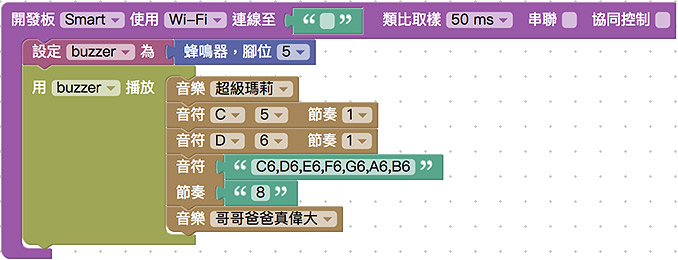 開發板 Smart 使用 Wi-Fi 連線至 “ ” 類比取樣 50 ms 串聯 協同控制
設定 buzzer 為 蜂鳴器，腳位 5
用 buzzer 播放 音樂 超級瑪莉
音符 C 5 節奏 1
音符 D 6 節奏 1
音符 “ C6,D6,E6,F6,G6,A6,B6 ”
節奏 “ 8 ”
音樂 哥哥爸爸真偉大